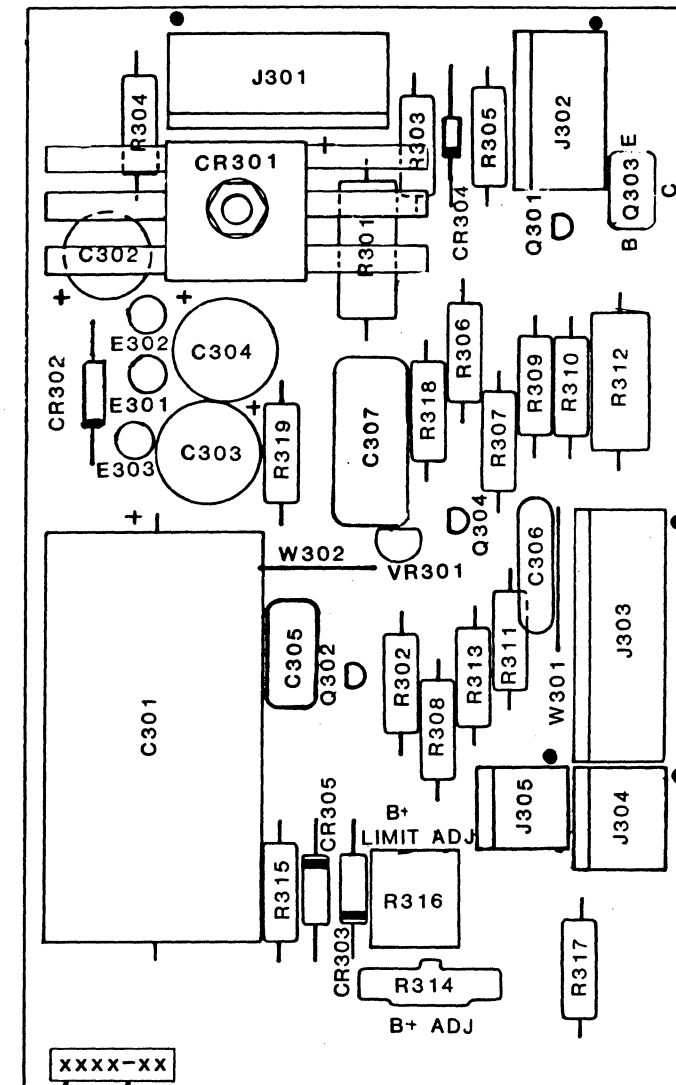 J301
R304
R303
R305
J302
E
Q303
C
B
+
CR301
CR304
Q301
R301
C302
+
+
E302
C304
R306
CR302
E301
+
R318
R309
R310
R312
R307
C303
R319
C307
E303
+
W302
VR301
Q304
C306
J303
C305
Q302
R302
R313
R311
W301
R308
C301
CR305
B+
LIMIT ADJ
J305
J304
R315
R316
CR303
R314
R317
B+ ADJ
xxxx-xx